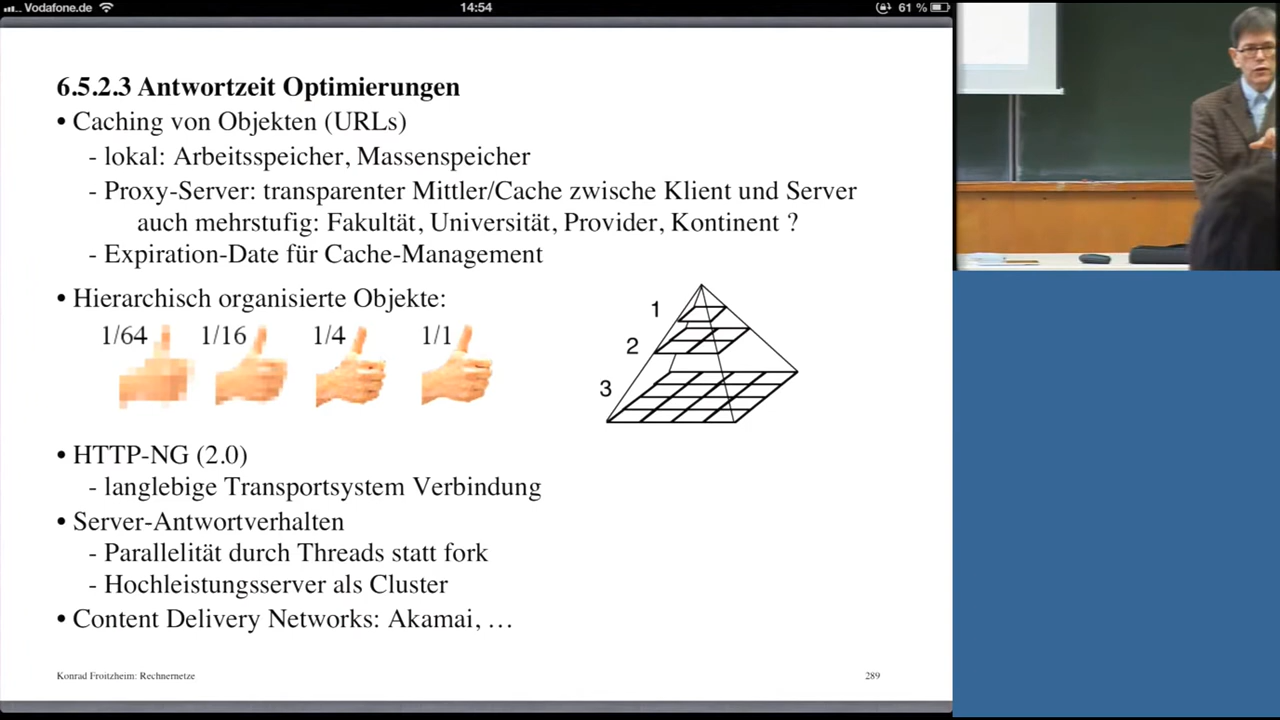 Vodafone.de
14:54
61 %
6.5.2.3 Antwortzeit Optimierungen
• Caching von Objekten (URLs)
- lokal: Arbeitsspeicher, Massenspeicher
- Proxy-Server: transparenter Mittler/Cache zwische Klient und Server
auch mehrstufig: Fakultät, Universität, Provider, Kontinent ?
- Expiration-Date für Cache-Management
• Hierarchisch organisierte Objekte:
1/64 1/16 1/4 1/1
1
2
3
• HTTP-NG (2.0)
- langlebige Transportsystem Verbindung
• Server-Antwortverhalten
- Parallelität durch Threads statt fork
- Hochleistungsserver als Cluster
• Content Delivery Networks: Akamai, …
Konrad Froitzheim: Rechnernetze
289